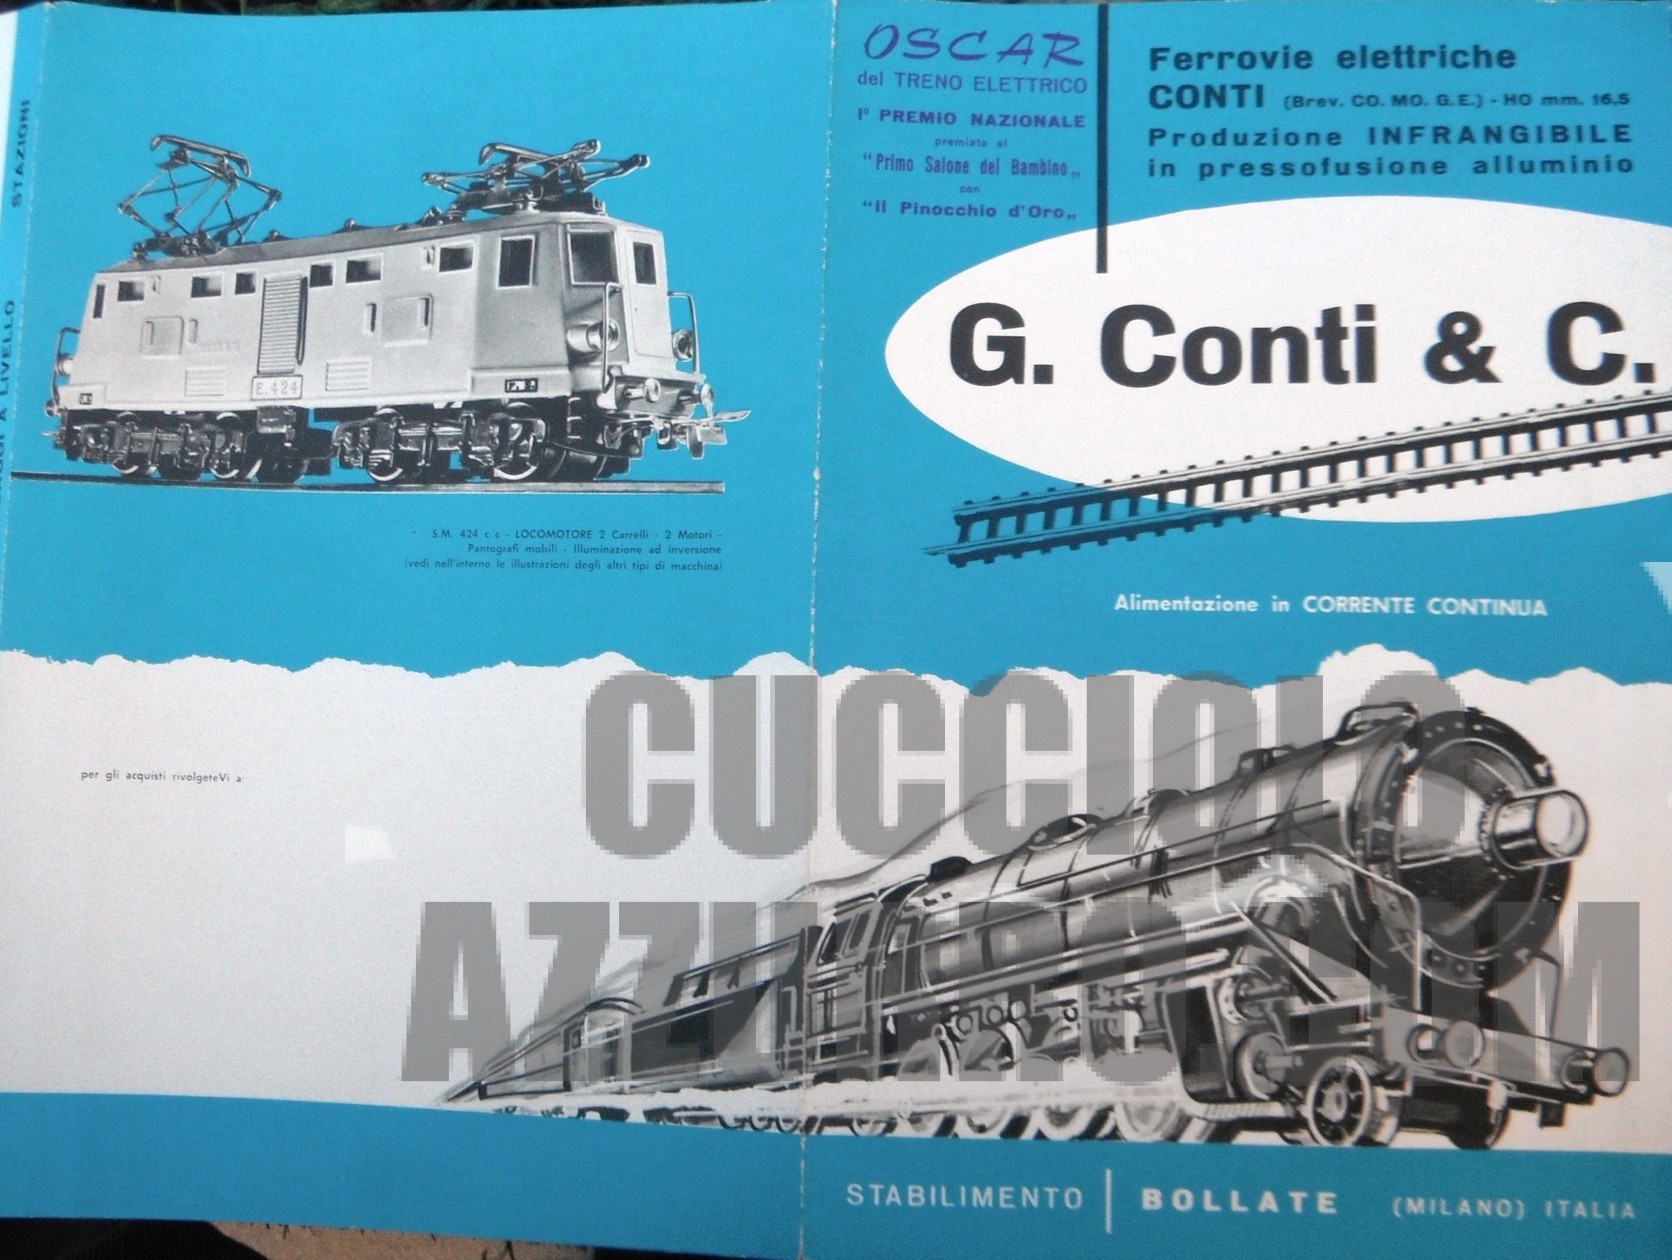 STAZIONI
A LIVELLO
E.424
S.M. 424 c c - LOCOMOTORE 2 Carrelli - 2 Motori -
Pantografi mobili - Illuminazione ad inversione
(vedi nell'interno le illustrazioni degli altri tipi di macchina)
per gli acquisti rivolgeteVi a:
OSCAR
del TRENO ELETTRICO
I° PREMIO NAZIONALE
premiato al
"Primo Salone del Bambino„
con
"Il Pinocchio d'Oro„
Ferrovie elettriche
CONTI (Brev. CO. MO. G. E.) - HO mm. 16,5
Produzione INFRANGIBILE
in pressofusione alluminio
G. Conti & C.
Alimentazione in CORRENTE CONTINUA
CUCCIOLO
AZZURRO.COM
STABILIMENTO | BOLLATE (MILANO) ITALIA